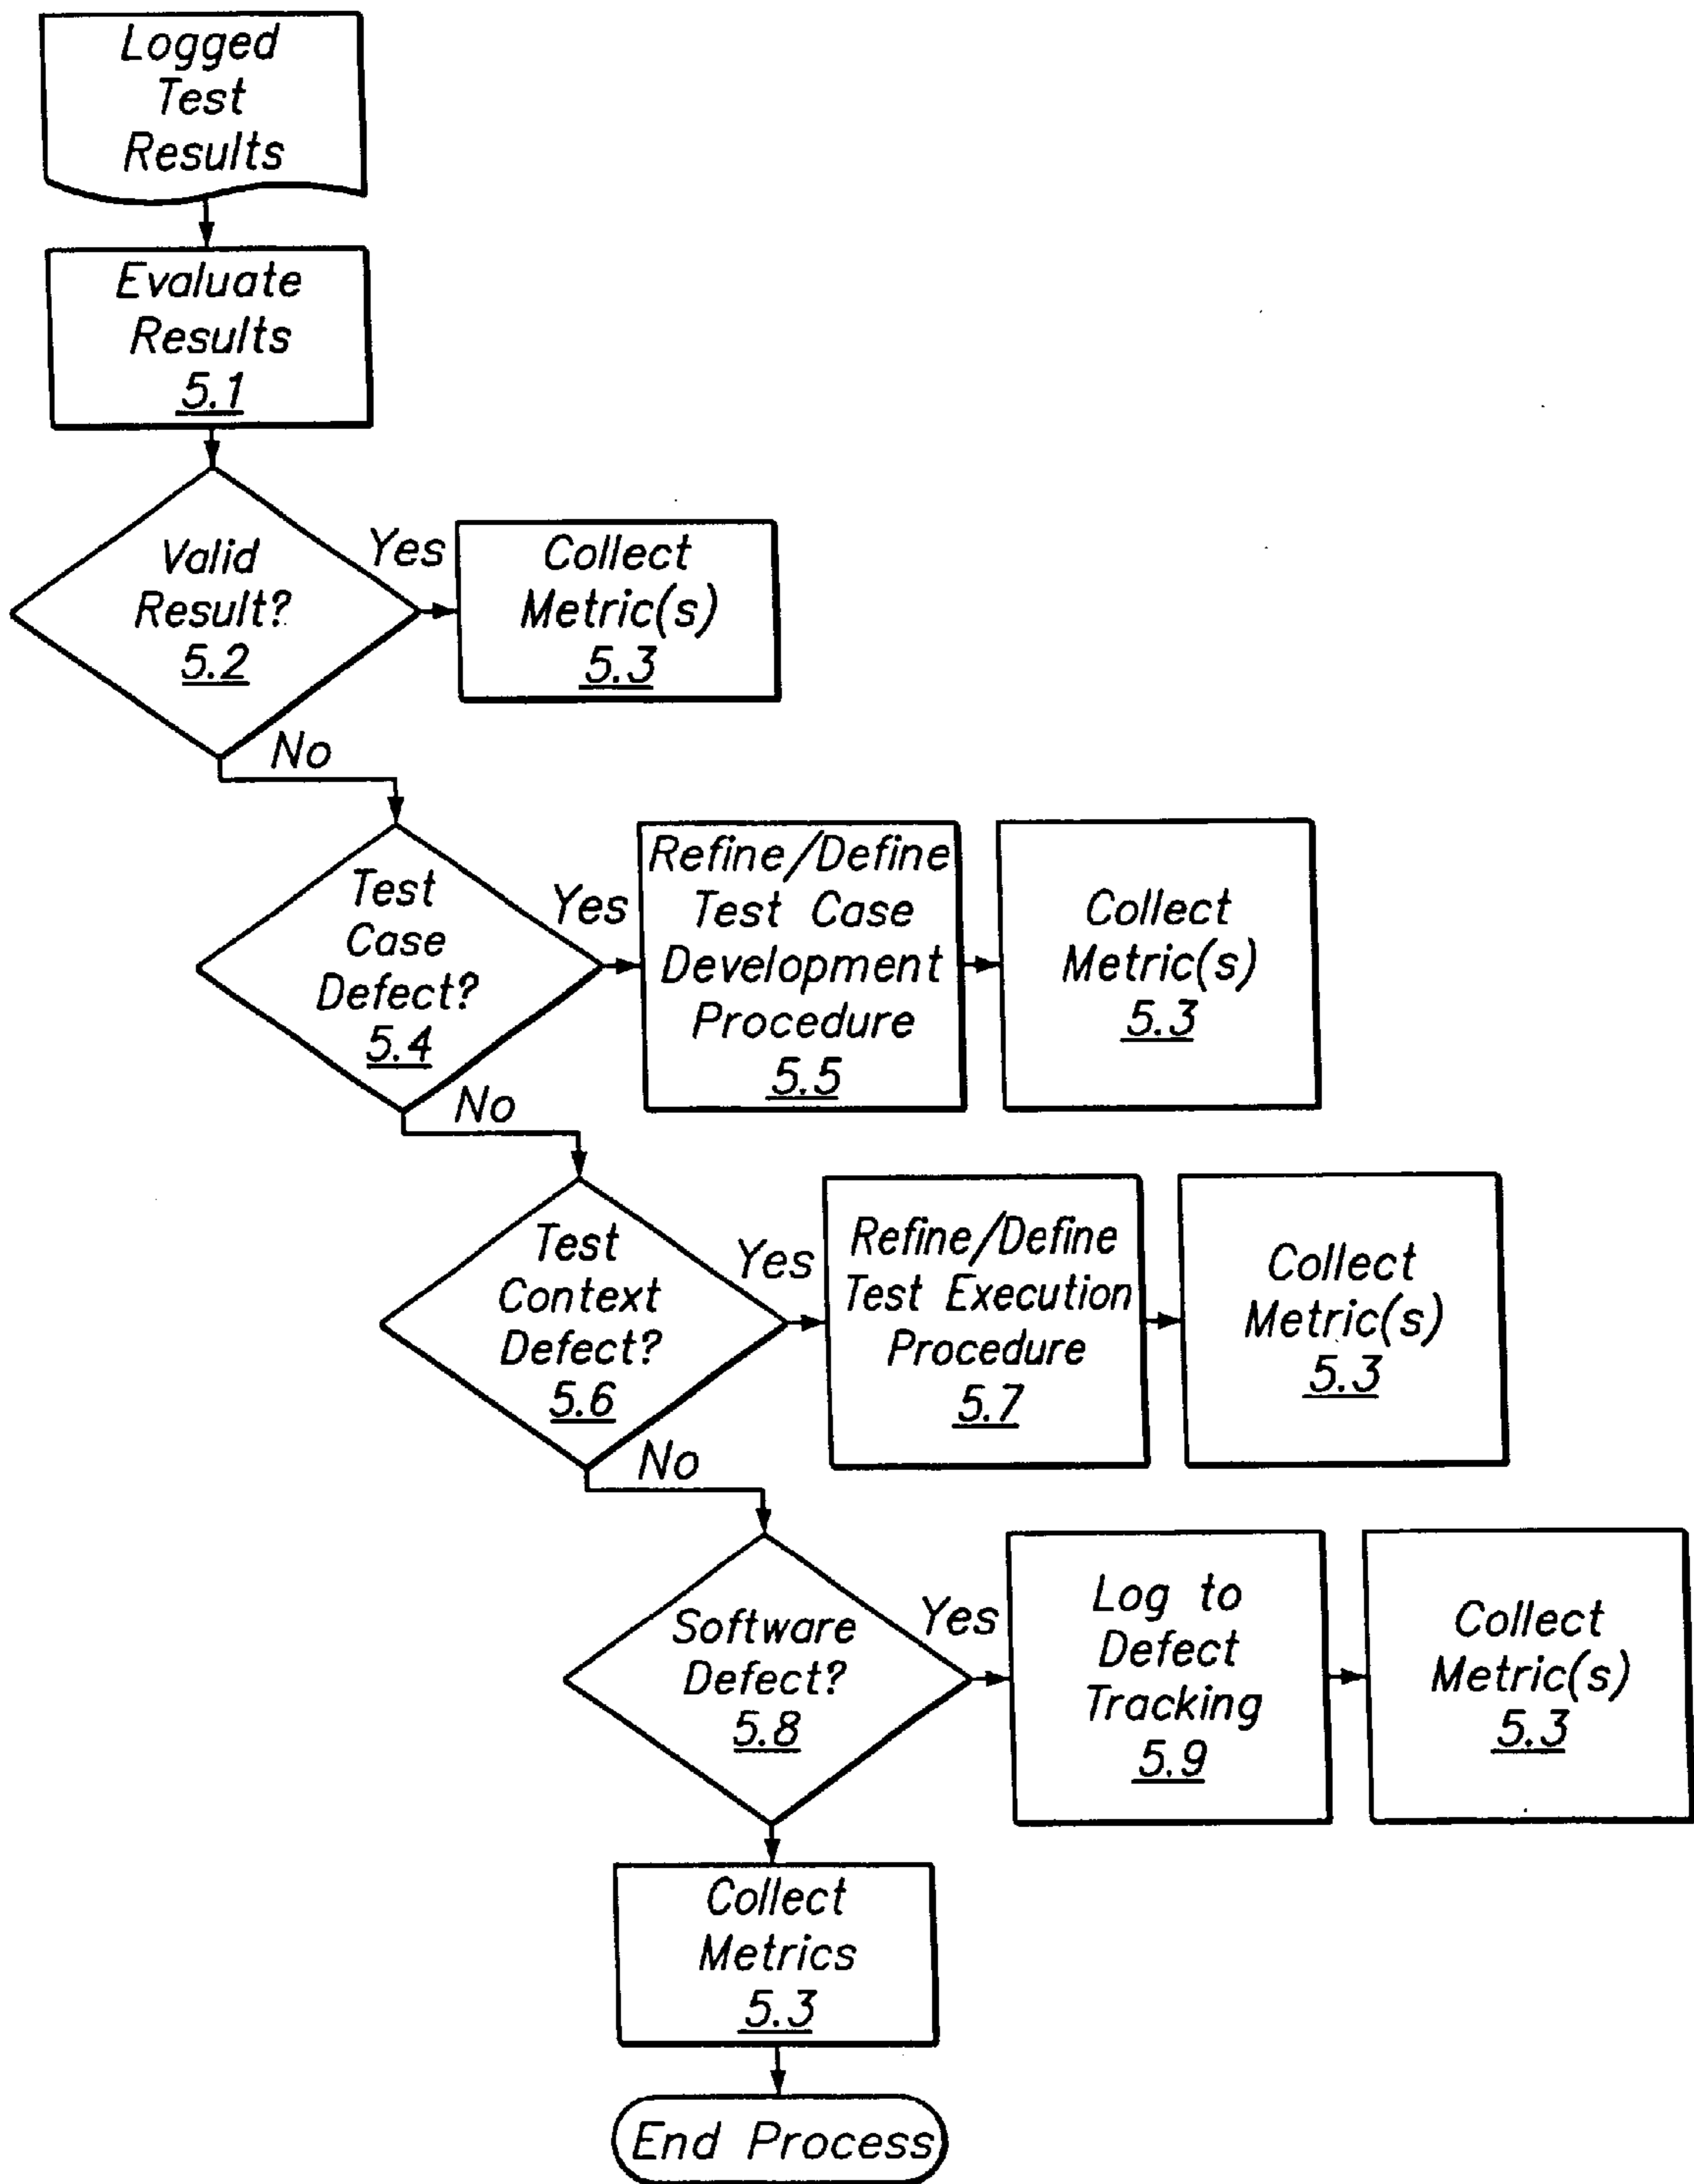 Logged
Test
Results
Evaluate
Results
5.1
Valid
Result?
5.2
Yes
Collect
Metric(s)
5.3
No
Test
Case
Defect?
5.4
Yes
Refine/Define
Test Case
Development
Procedure
5.5
Collect
Metric(s)
5.3
No
Test
Context
Defect?
5.6
Yes
Refine/Define
Test Execution
Procedure
5.7
Collect
Metric(s)
5.3
No
Software
Defect?
5.8
Yes
Log to
Defect
Tracking
5.9
Collect
Metric(s)
5.3
Collect
Metrics
5.3
End Process